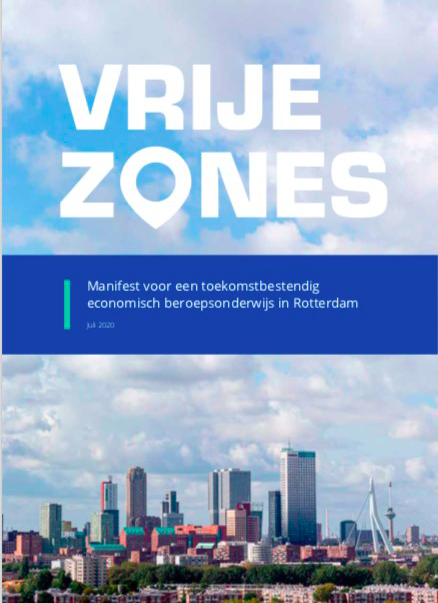 VRIJE
ZONES
Manifest voor een toekomstbestendig
economisch beroepsonderwijs in Rotterdam
Juli 2020